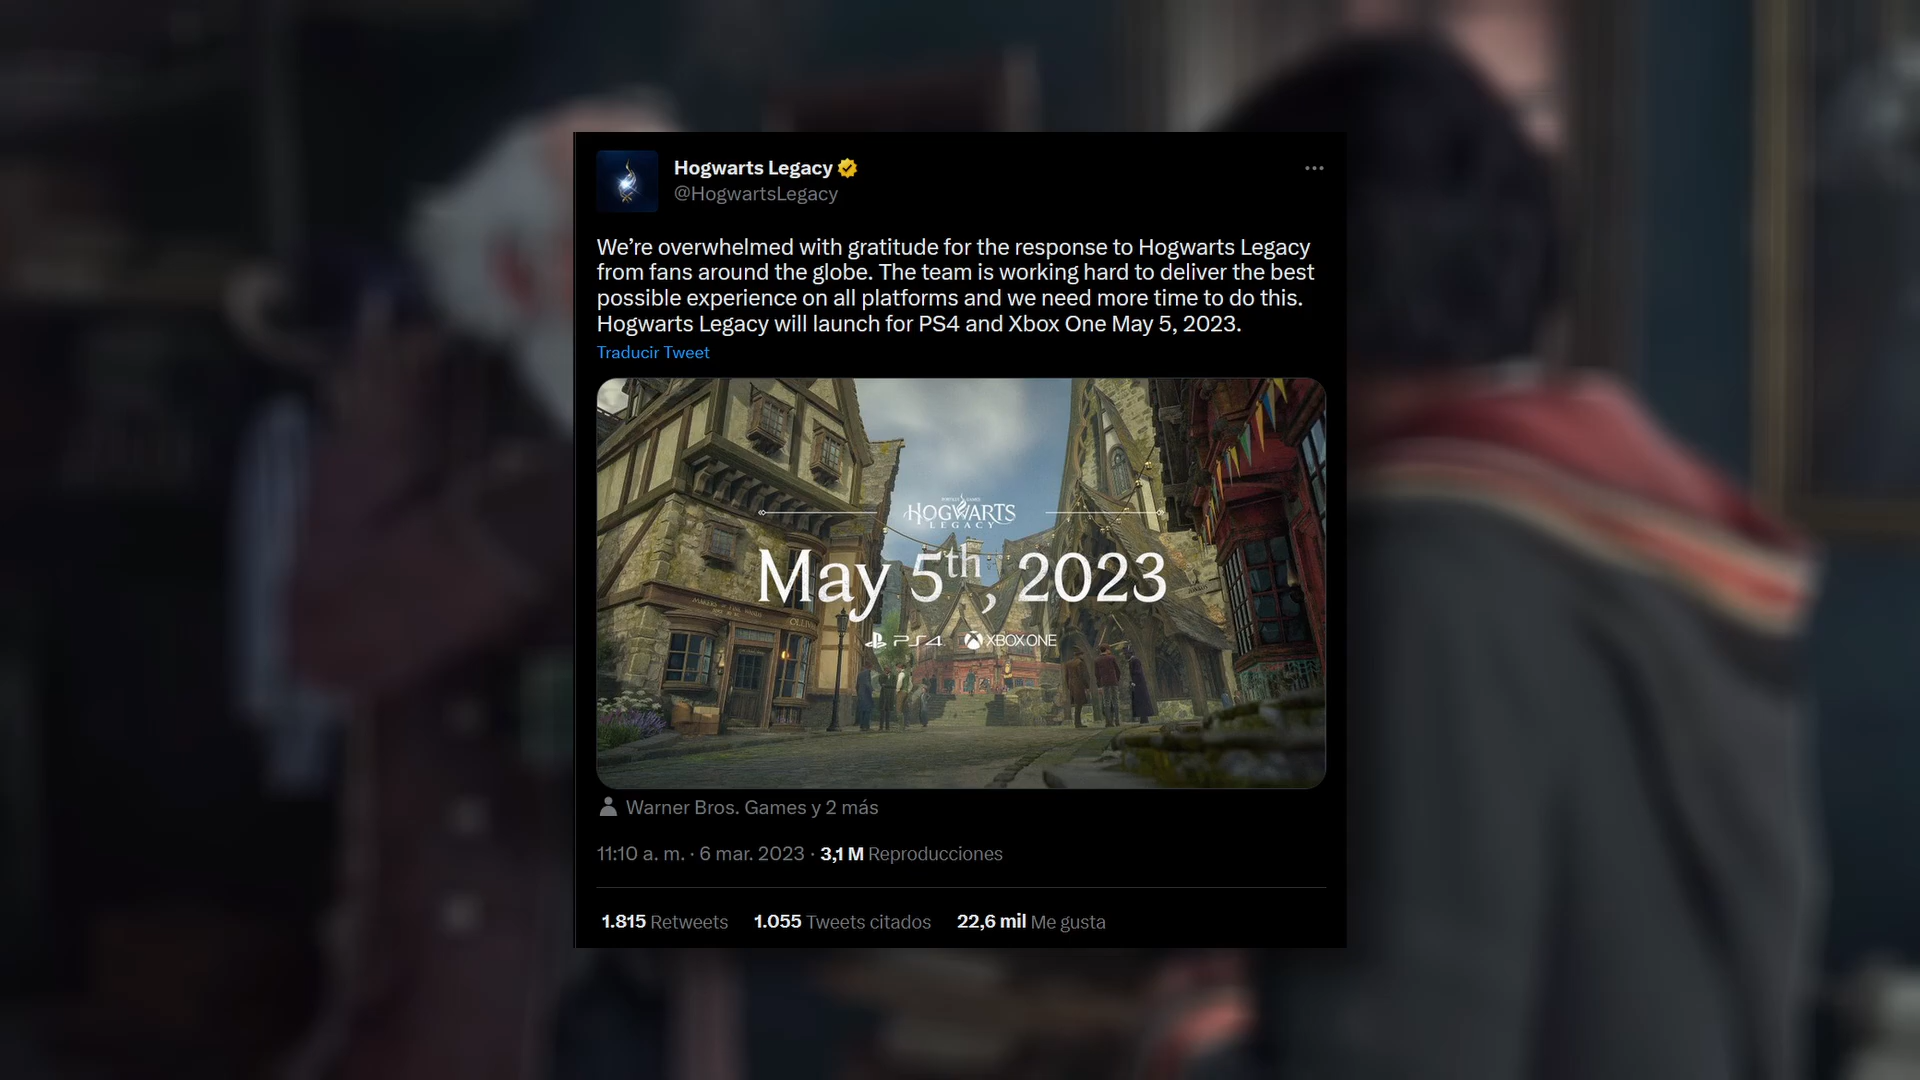 Hogwarts Legacy
@HogwartsLegacy
We’re overwhelmed with gratitude for the response to Hogwarts Legacy
from fans around the globe. The team is working hard to deliver the best
possible experience on all platforms and we need more time to do this.
Hogwarts Legacy will launch for PS4 and Xbox One May 5, 2023.
Traducir Tweet
HOGWARTS
LEGACY
May 5th, 2023
PS4 XBOX ONE
Warner Bros. Games y 2 más
11:10 a. m. · 6 mar. 2023 · 3,1 M Reproducciones
1.815 Retweets 1.055 Tweets citados 22,6 mil Me gusta